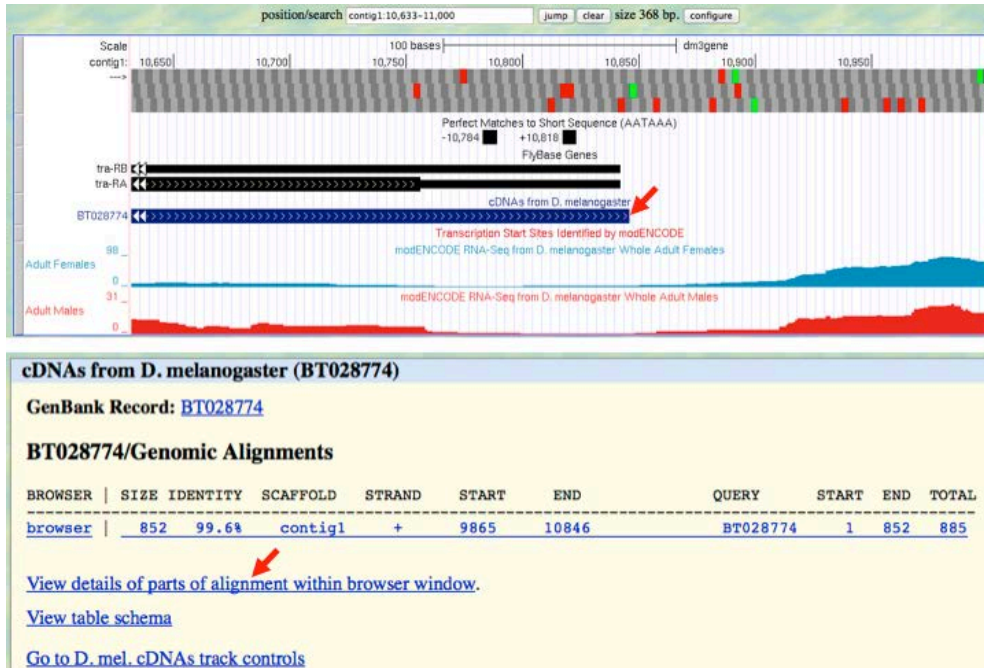 position/search contig1:10,633-11,000 jump clear size 368 bp. configure
Scale 100 bases dm3gene
contig1: 10,650 10,700 10,750 10,800 10,850 10,900 10,950
--->
Perfect Matches to Short Sequence (AATAAA)
-10,784 +10,818
FlyBase Genes
tra-RB
tra-RA
cDNAs from D. melanogaster
BT028774
Transcription Start Sites Identified by modENCODE
modENCODE RNA-Seq from D. melanogaster Whole Adult Females
98 _
Adult Females
0 _
modENCODE RNA-Seq from D. melanogaster Whole Adult Males
31 _
Adult Males
0 _
cDNAs from D. melanogaster (BT028774)
GenBank Record: BT028774
BT028774/Genomic Alignments
BROWSER | SIZE IDENTITY SCAFFOLD STRAND START END QUERY START END TOTAL
browser | 852 99.6% contig1 + 9865 10846 BT028774 1 852 885
View details of parts of alignment within browser window.
View table schema
Go to D. mel. cDNAs track controls